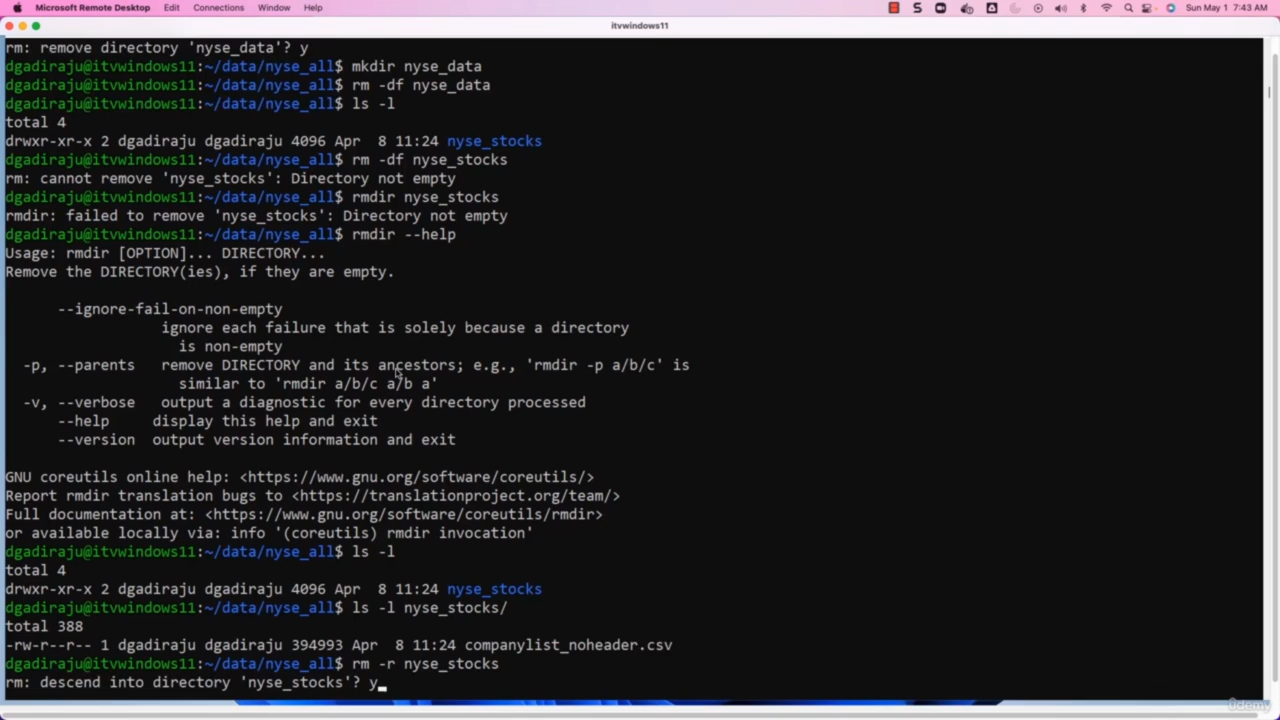 Microsoft Remote Desktop Edit Connections Window Help Sun May 1 7:43 AM
itvwindows11
rm: remove directory 'nyse_data'? y
dgadiraju@itvwindows11:~/data/nyse_all$ mkdir nyse_data
dgadiraju@itvwindows11:~/data/nyse_all$ rm -df nyse_data
dgadiraju@itvwindows11:~/data/nyse_all$ ls -l
total 4
drwxr-xr-x 2 dgadiraju dgadiraju 4096 Apr  8 11:24 nyse_stocks
dgadiraju@itvwindows11:~/data/nyse_all$ rm -df nyse_stocks
rm: cannot remove 'nyse_stocks': Directory not empty
dgadiraju@itvwindows11:~/data/nyse_all$ rmdir nyse_stocks
rmdir: failed to remove 'nyse_stocks': Directory not empty
dgadiraju@itvwindows11:~/data/nyse_all$ rmdir --help
Usage: rmdir [OPTION]... DIRECTORY...
Remove the DIRECTORY(ies), if they are empty.
      --ignore-fail-on-non-empty
                  ignore each failure that is solely because a directory
                    is non-empty
  -p, --parents   remove DIRECTORY and its ancestors; e.g., 'rmdir -p a/b/c' is
                    similar to 'rmdir a/b/c a/b a'
  -v, --verbose   output a diagnostic for every directory processed
      --help     display this help and exit
      --version  output version information and exit
GNU coreutils online help: <https://www.gnu.org/software/coreutils/>
Report rmdir translation bugs to <https://translationproject.org/team/>
Full documentation at: <https://www.gnu.org/software/coreutils/rmdir>
or available locally via: info '(coreutils) rmdir invocation'
dgadiraju@itvwindows11:~/data/nyse_all$ ls -l
total 4
drwxr-xr-x 2 dgadiraju dgadiraju 4096 Apr  8 11:24 nyse_stocks
dgadiraju@itvwindows11:~/data/nyse_all$ ls -l nyse_stocks/
total 388
-rw-r--r-- 1 dgadiraju dgadiraju 394993 Apr  8 11:24 companylist_noheader.csv
dgadiraju@itvwindows11:~/data/nyse_all$ rm -r nyse_stocks
rm: descend into directory 'nyse_stocks'? y
ûdemy